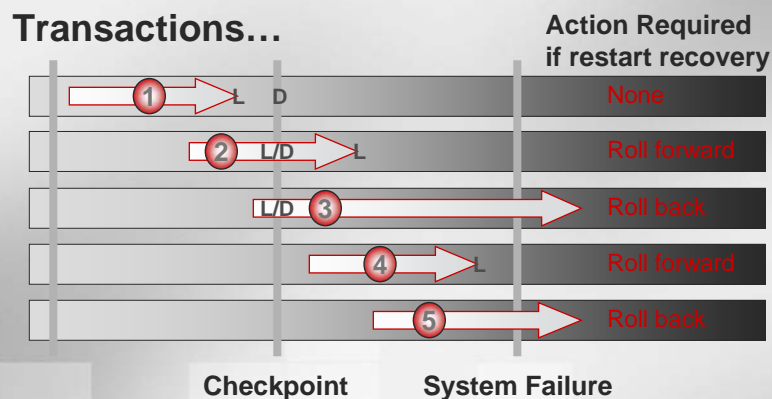 Transactions…
Action Required
if restart recovery
1 L D None
2 L/D L Roll forward
L/D 3 Roll back
4 L Roll forward
5 Roll back
Checkpoint System Failure